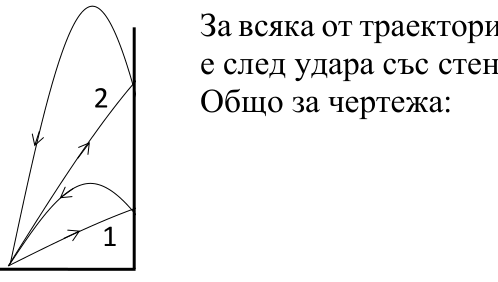 За всяка от траектори
е след удара със стен
Общо за чертежа:
2
1